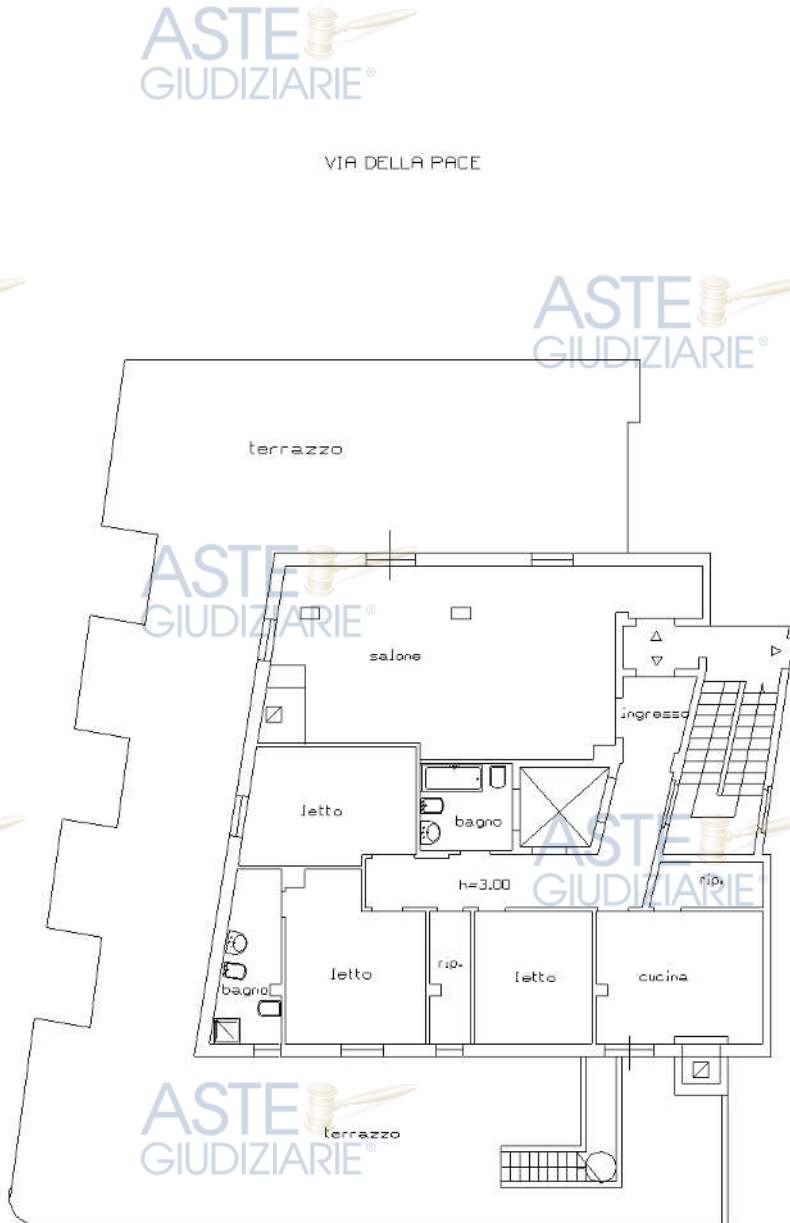 ASTE
GIUDIZIARIE®
VIA DELLA PACE
ASTE
GIUDIZIARIE®
terrazzo
ASTE
GIUDIZIARIE®
salone
ingresso
letto
bagno
ASTE
GIUDIZIARIE®
h=3.00
rip.
letto
rip.
letto
cucina
bagno
ASTE
GIUDIZIARIE®
terrazzo